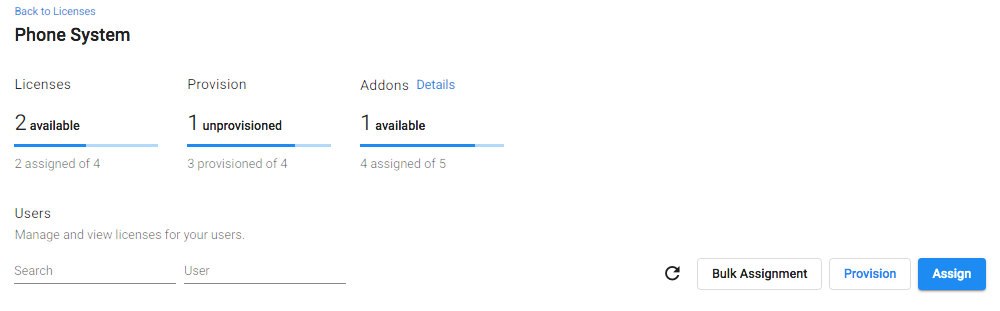 Back to Licenses
Phone System
Licenses
2 available
2 assigned of 4
Provision
1 unprovisioned
3 provisioned of 4
Addons Details
1 available
4 assigned of 5
Users
Manage and view licenses for your users.
Search User Bulk Assignment Provision Assign